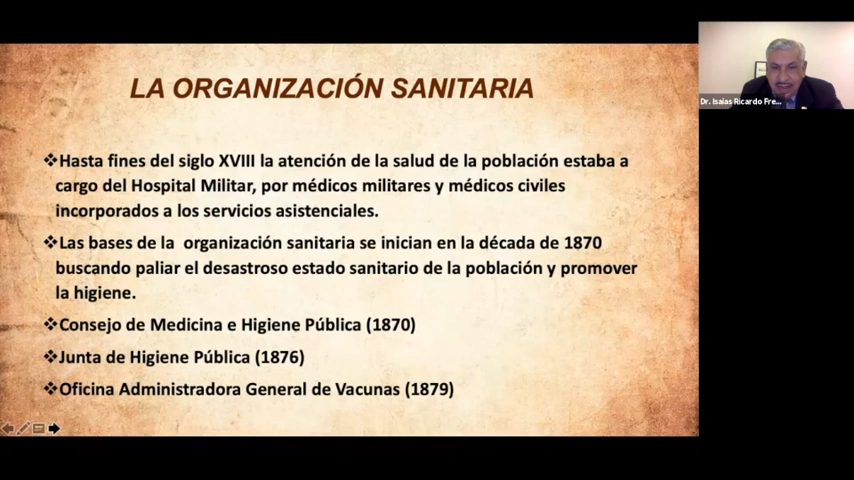 LA ORGANIZACIÓN SANITARIA
❖Hasta fines del siglo XVIII la atención de la salud de la población estaba a
cargo del Hospital Militar, por médicos militares y médicos civiles
incorporados a los servicios asistenciales.
❖Las bases de la organización sanitaria se inician en la década de 1870
buscando paliar el desastroso estado sanitario de la población y promover
la higiene.
❖Consejo de Medicina e Higiene Pública (1870)
❖Junta de Higiene Pública (1876)
❖Oficina Administradora General de Vacunas (1879)
Dr. Isaias Ricardo Fre...